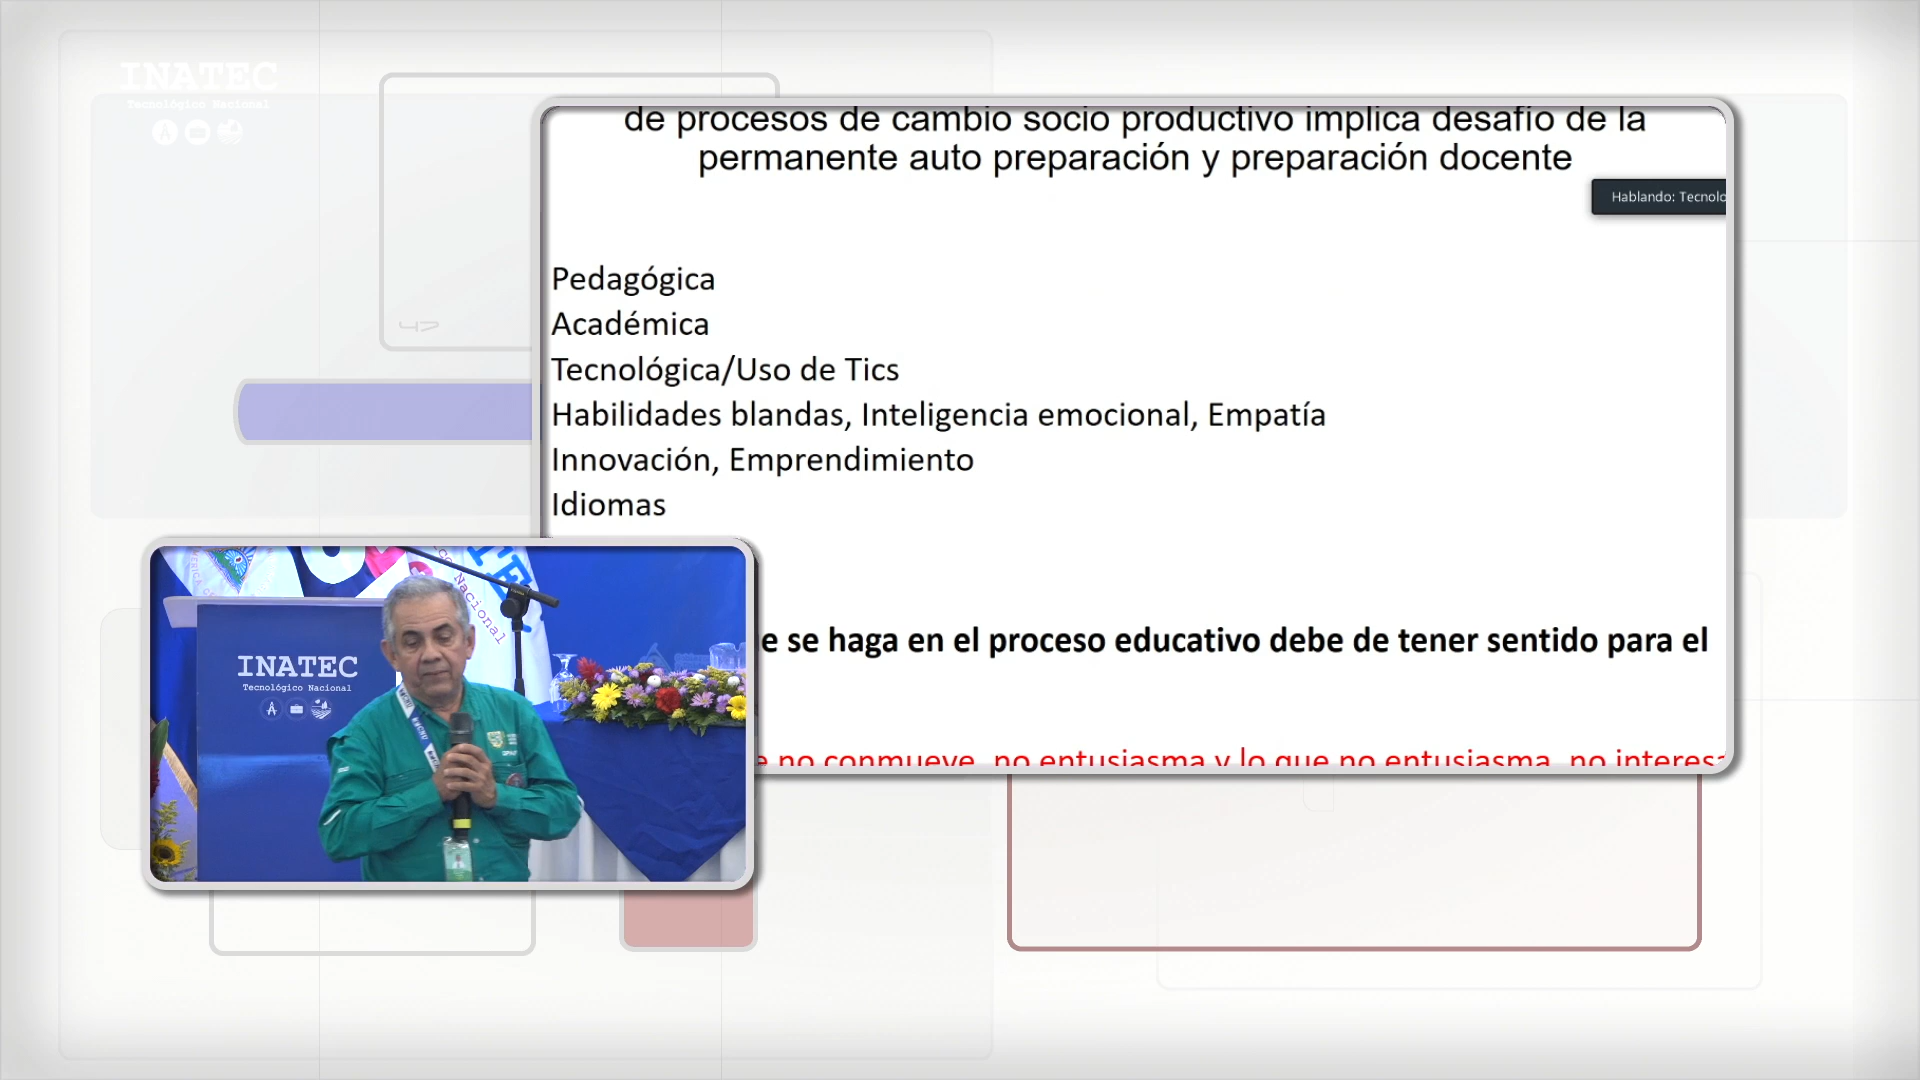 INATEC
Tecnológico Nacional
de procesos de cambio socio productivo implica desafío de la
permanente auto preparación y preparación docente
Hablando: Tecnolo
Pedagógica
Académica
Tecnológica/Uso de Tics
Habilidades blandas, Inteligencia emocional, Empatía
Innovación, Emprendimiento
Idiomas
e se haga en el proceso educativo debe de tener sentido para el
e no conmueve, no entusiasma y lo que no entusiasma, no interesa
INATEC
Tecnológico Nacional
Nacional